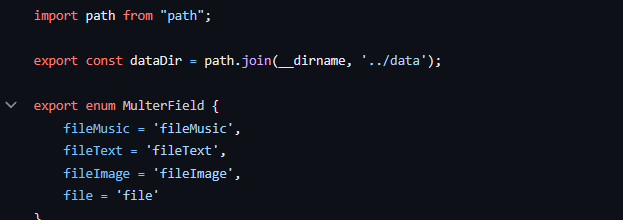 import path from "path";
export const dataDir = path.join(__dirname, '../data');
export enum MulterField {
fileMusic = 'fileMusic',
fileText = 'fileText',
fileImage = 'fileImage',
file = 'file'
}